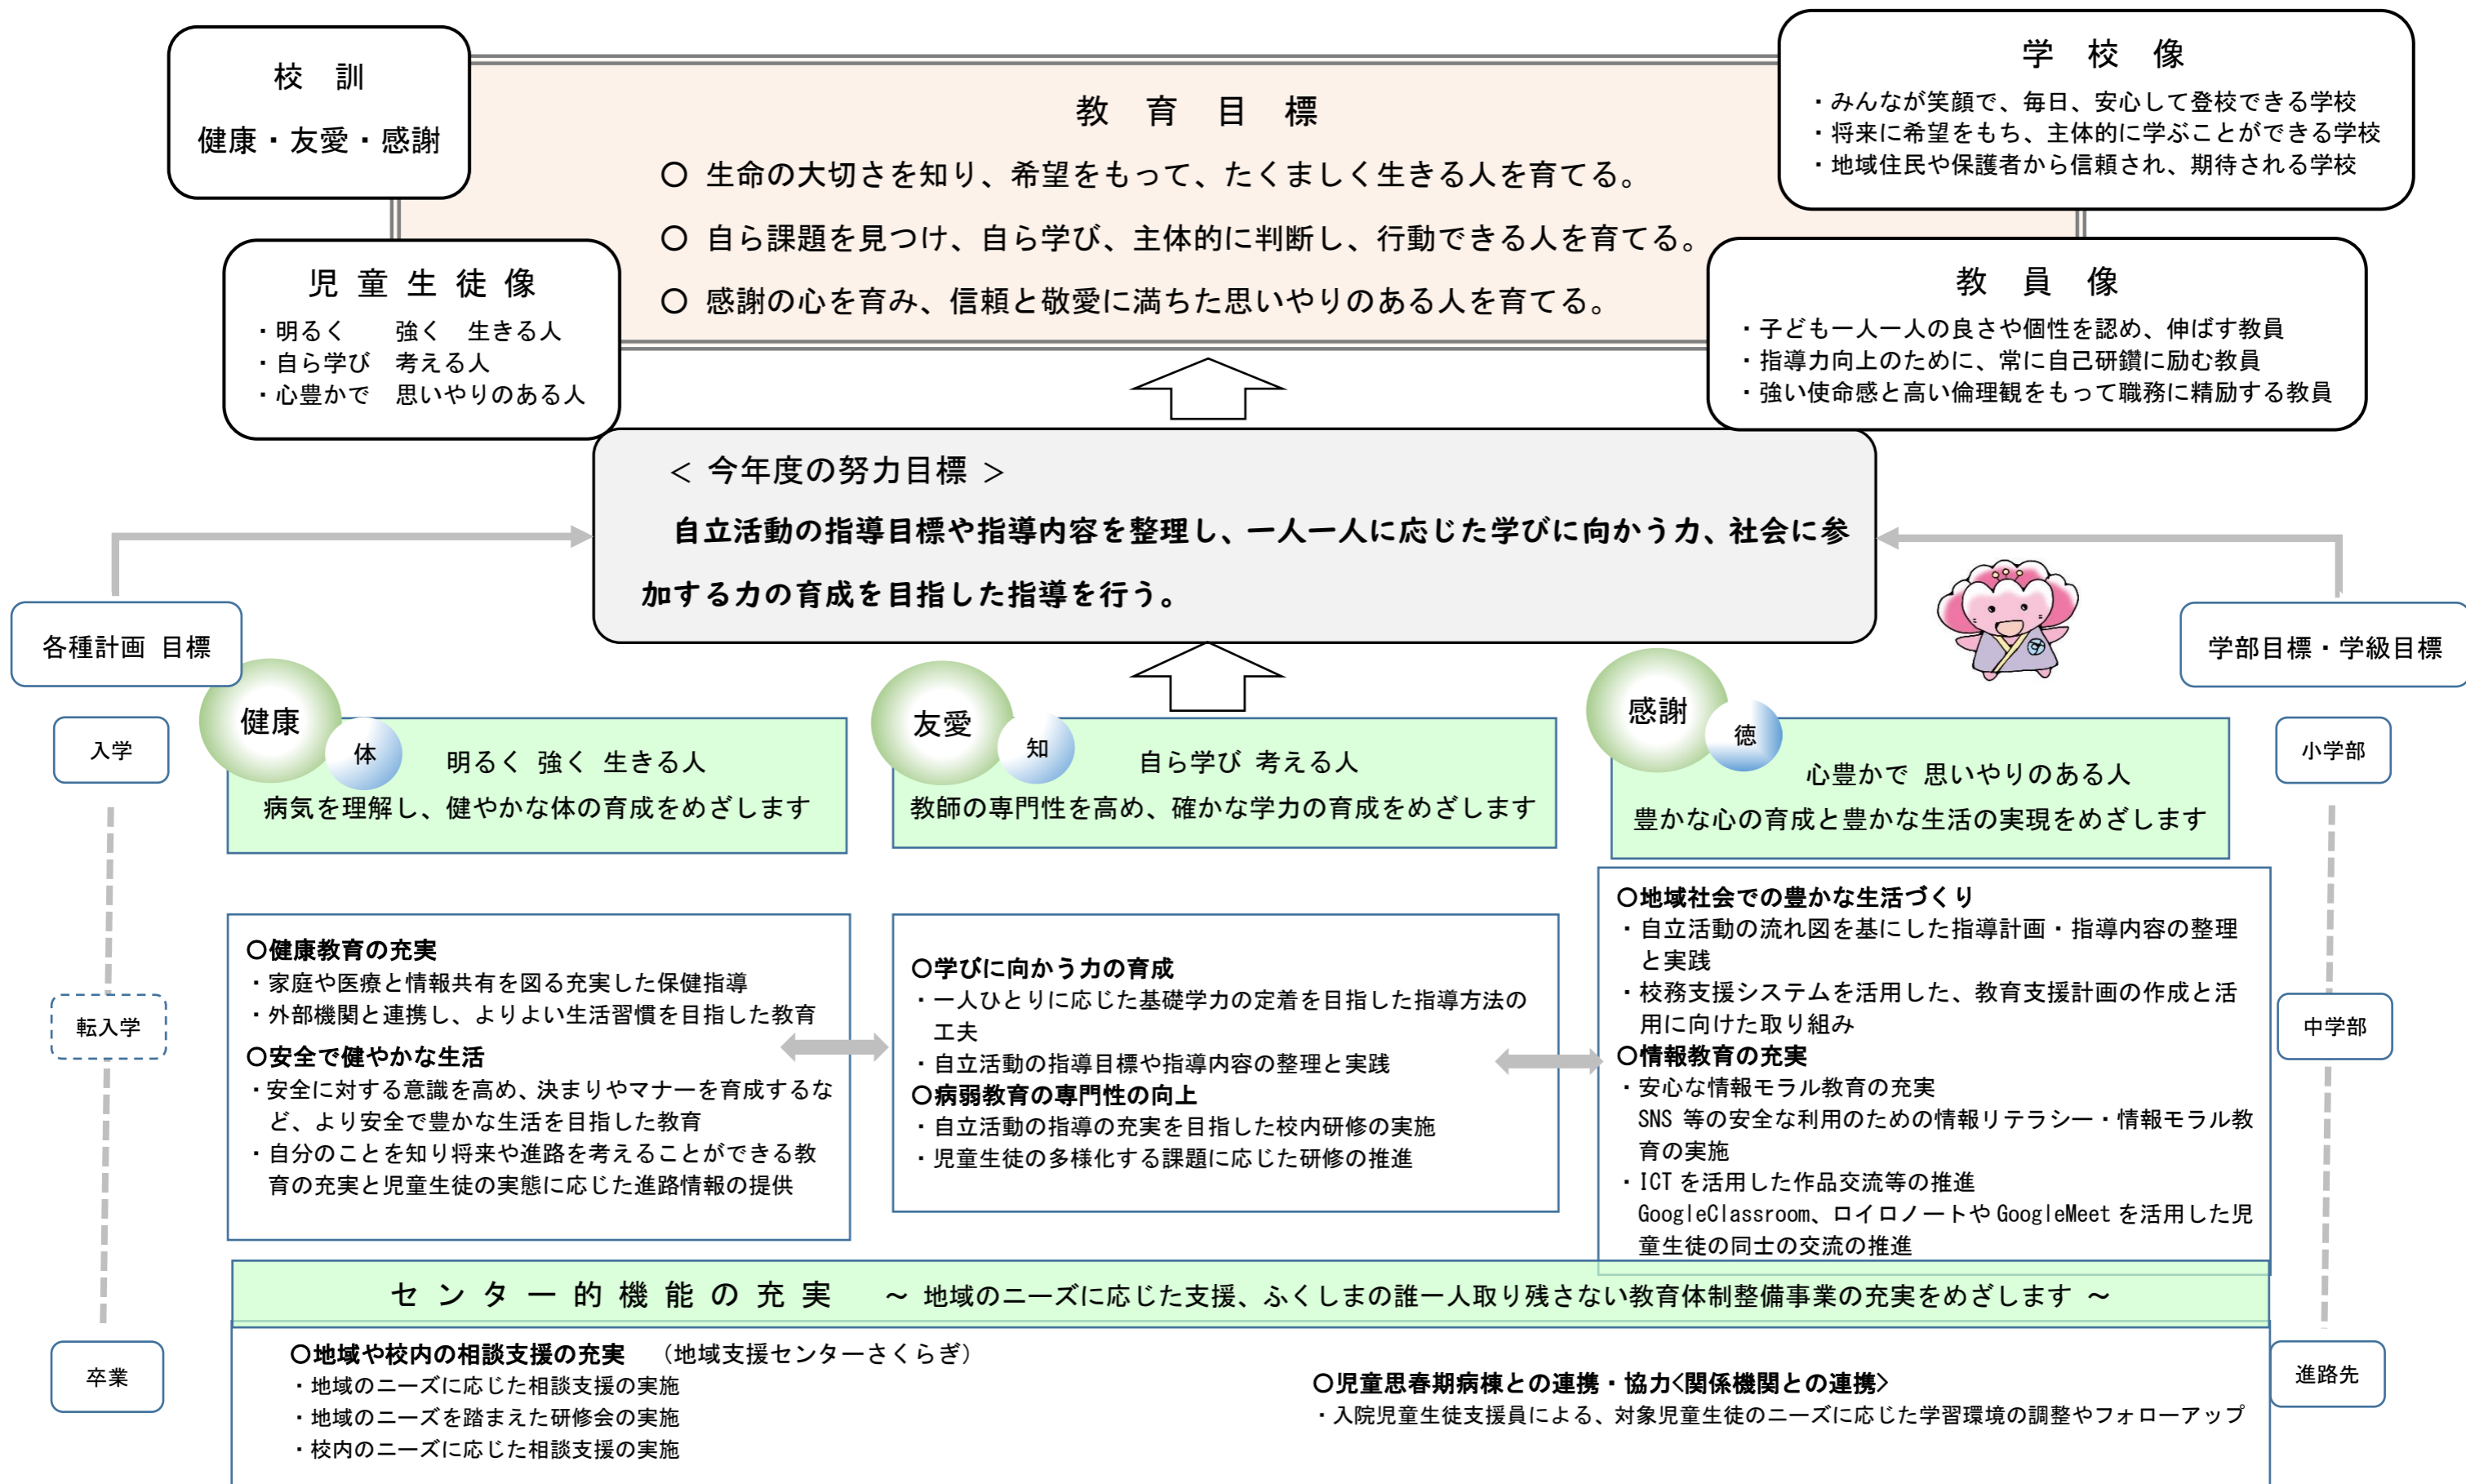 校　訓
健康・友愛・感謝
教　育　目　標
〇 生命の大切さを知り、希望をもって、たくましく生きる人を育てる。
〇 自ら課題を見つけ、自ら学び、主体的に判断し、行動できる人を育てる。
〇 感謝の心を育み、信頼と敬愛に満ちた思いやりのある人を育てる。
学　校　像
・みんなが笑顔で、毎日、安心して登校できる学校
・将来に希望をもち、主体的に学ぶことができる学校
・地域住民や保護者から信頼され、期待される学校
児 童 生 徒 像
・明るく　　強く　生きる人
・自ら学び　考える人
・心豊かで　思いやりのある人
教　員　像
・子ども一人一人の良さや個性を認め、伸ばす教員
・指導力向上のために、常に自己研鑽に励む教員
・強い使命感と高い倫理観をもって職務に精励する教員
＜ 今年度の努力目標 ＞
自立活動の指導目標や指導内容を整理し、一人一人に応じた学びに向かう力、社会に参
加する力の育成を目指した指導を行う。
各種計画 目標
学部目標・学級目標
入学
転入学
卒業
健康
体
明るく 強く 生きる人
病気を理解し、健やかな体の育成をめざします
友愛
知
自ら学び 考える人
教師の専門性を高め、確かな学力の育成をめざします
感謝
徳
心豊かで 思いやりのある人
豊かな心の育成と豊かな生活の実現をめざします
小学部
中学部
進路先
〇健康教育の充実
・家庭や医療と情報共有を図る充実した保健指導
・外部機関と連携し、よりよい生活習慣を目指した教育
〇安全で健やかな生活
・安全に対する意識を高め、決まりやマナーを育成するな
ど、より安全で豊かな生活を目指した教育
・自分のことを知り将来や進路を考えることができる教
育の充実と児童生徒の実態に応じた進路情報の提供
〇学びに向かう力の育成
・一人ひとりに応じた基礎学力の定着を目指した指導方法の
工夫
・自立活動の指導目標や指導内容の整理と実践
〇病弱教育の専門性の向上
・自立活動の指導の充実を目指した校内研修の実施
・児童生徒の多様化する課題に応じた研修の推進
〇地域社会での豊かな生活づくり
・自立活動の流れ図を基にした指導計画・指導内容の整理
と実践
・校務支援システムを活用した、教育支援計画の作成と活
用に向けた取り組み
〇情報教育の充実
・安心な情報モラル教育の充実
SNS 等の安全な利用のための情報リテラシー・情報モラル教
育の実施
・ICT を活用した作品交流等の推進
GoogleClassroom、ロイロノートや GoogleMeet を活用した児
童生徒の同士の交流の推進
センター的機能の充実　～ 地域のニーズに応じた支援、ふくしまの誰一人取り残さない教育体制整備事業の充実をめざします ～
〇地域や校内の相談支援の充実　（地域支援センターさくらぎ）
・地域のニーズに応じた相談支援の実施
・地域のニーズを踏まえた研修会の実施
・校内のニーズに応じた相談支援の実施
〇児童思春期病棟との連携・協力<関係機関との連携>
・入院児童生徒支援員による、対象児童生徒のニーズに応じた学習環境の調整やフォローアップ